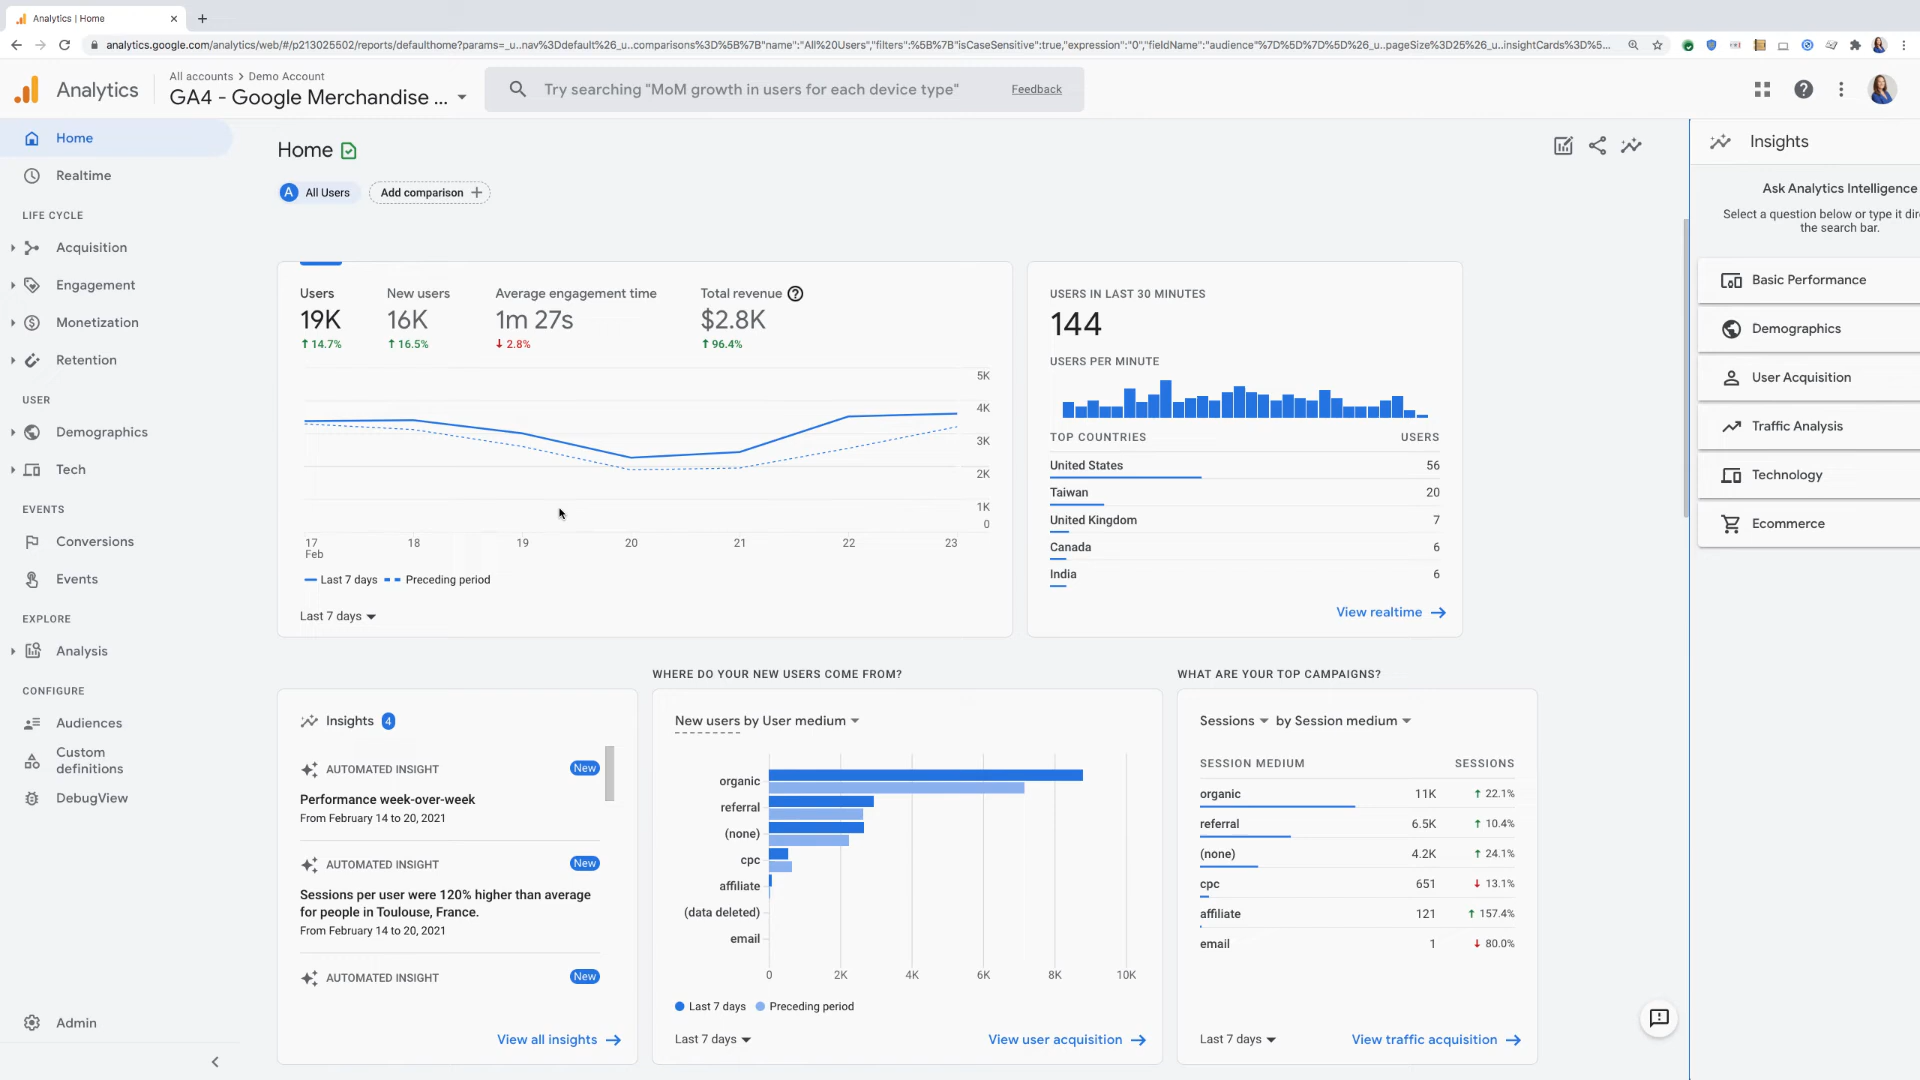 Analytics | Home
analytics.google.com/analytics/web/#/p213025502/reports/defaulthome?params=_u..nav%3Ddefault%26_u..comparisons%3D%5B%7B"name":"All%20Users","filters":%5B%7B"isCaseSensitive":true,"expression":"0","fieldName":"audience"%7D%5D%7D%5D%26_u..pageSize%3D25%26_u..insightCards%3D%5...
Analytics
All accounts > Demo Account
GA4 - Google Merchandise ...
Try searching "MoM growth in users for each device type"
Feedback
Home
Realtime
LIFE CYCLE
Acquisition
Engagement
Monetization
Retention
USER
Demographics
Tech
EVENTS
Conversions
Events
EXPLORE
Analysis
CONFIGURE
Audiences
Custom
definitions
DebugView
Admin
Home
A All Users
Add comparison +
Users
19K
↑ 14.7%
New users
16K
↑ 16.5%
Average engagement time
1m 27s
↓ 2.8%
Total revenue
$2.8K
↑ 96.4%
5K
4K
3K
2K
1K
0
17 18 19 20 21 22 23
Feb
Last 7 days Preceding period
Last 7 days
USERS IN LAST 30 MINUTES
144
USERS PER MINUTE
TOP COUNTRIES USERS
United States 56
Taiwan 20
United Kingdom 7
Canada 6
India 6
View realtime
Insights 4
AUTOMATED INSIGHT New
Performance week-over-week
From February 14 to 20, 2021
AUTOMATED INSIGHT New
Sessions per user were 120% higher than average
for people in Toulouse, France.
From February 14 to 20, 2021
AUTOMATED INSIGHT New
View all insights
WHERE DO YOUR NEW USERS COME FROM?
New users by User medium
organic
referral
(none)
cpc
affiliate
(data deleted)
email
0 2K 4K 6K 8K 10K
Last 7 days Preceding period
Last 7 days
View user acquisition
WHAT ARE YOUR TOP CAMPAIGNS?
Sessions by Session medium
SESSION MEDIUM SESSIONS
organic 11K ↑ 22.1%
referral 6.5K ↑ 10.4%
(none) 4.2K ↑ 24.1%
cpc 651 ↓ 13.1%
affiliate 121 ↑ 157.4%
email 1 ↓ 80.0%
Last 7 days
View traffic acquisition
Insights
Ask Analytics Intelligence
Select a question below or type it dir
the search bar.
Basic Performance
Demographics
User Acquisition
Traffic Analysis
Technology
Ecommerce